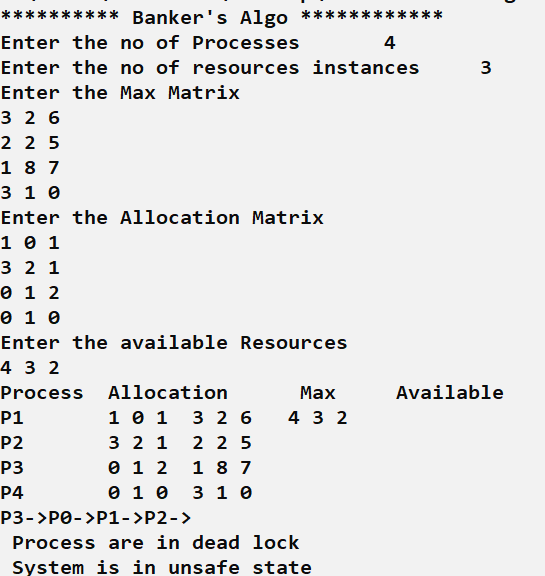 ********** Banker's Algo ************
Enter the no of Processes 4
Enter the no of resources instances 3
Enter the Max Matrix
3 2 6
2 2 5
1 8 7
3 1 0
Enter the Allocation Matrix
1 0 1
3 2 1
0 1 2
0 1 0
Enter the available Resources
4 3 2
Process Allocation Max Available
P1 1 0 1 3 2 6 4 3 2
P2 3 2 1 2 2 5
P3 0 1 2 1 8 7
P4 0 1 0 3 1 0
P3->P0->P1->P2->
Process are in dead lock
System is in unsafe state